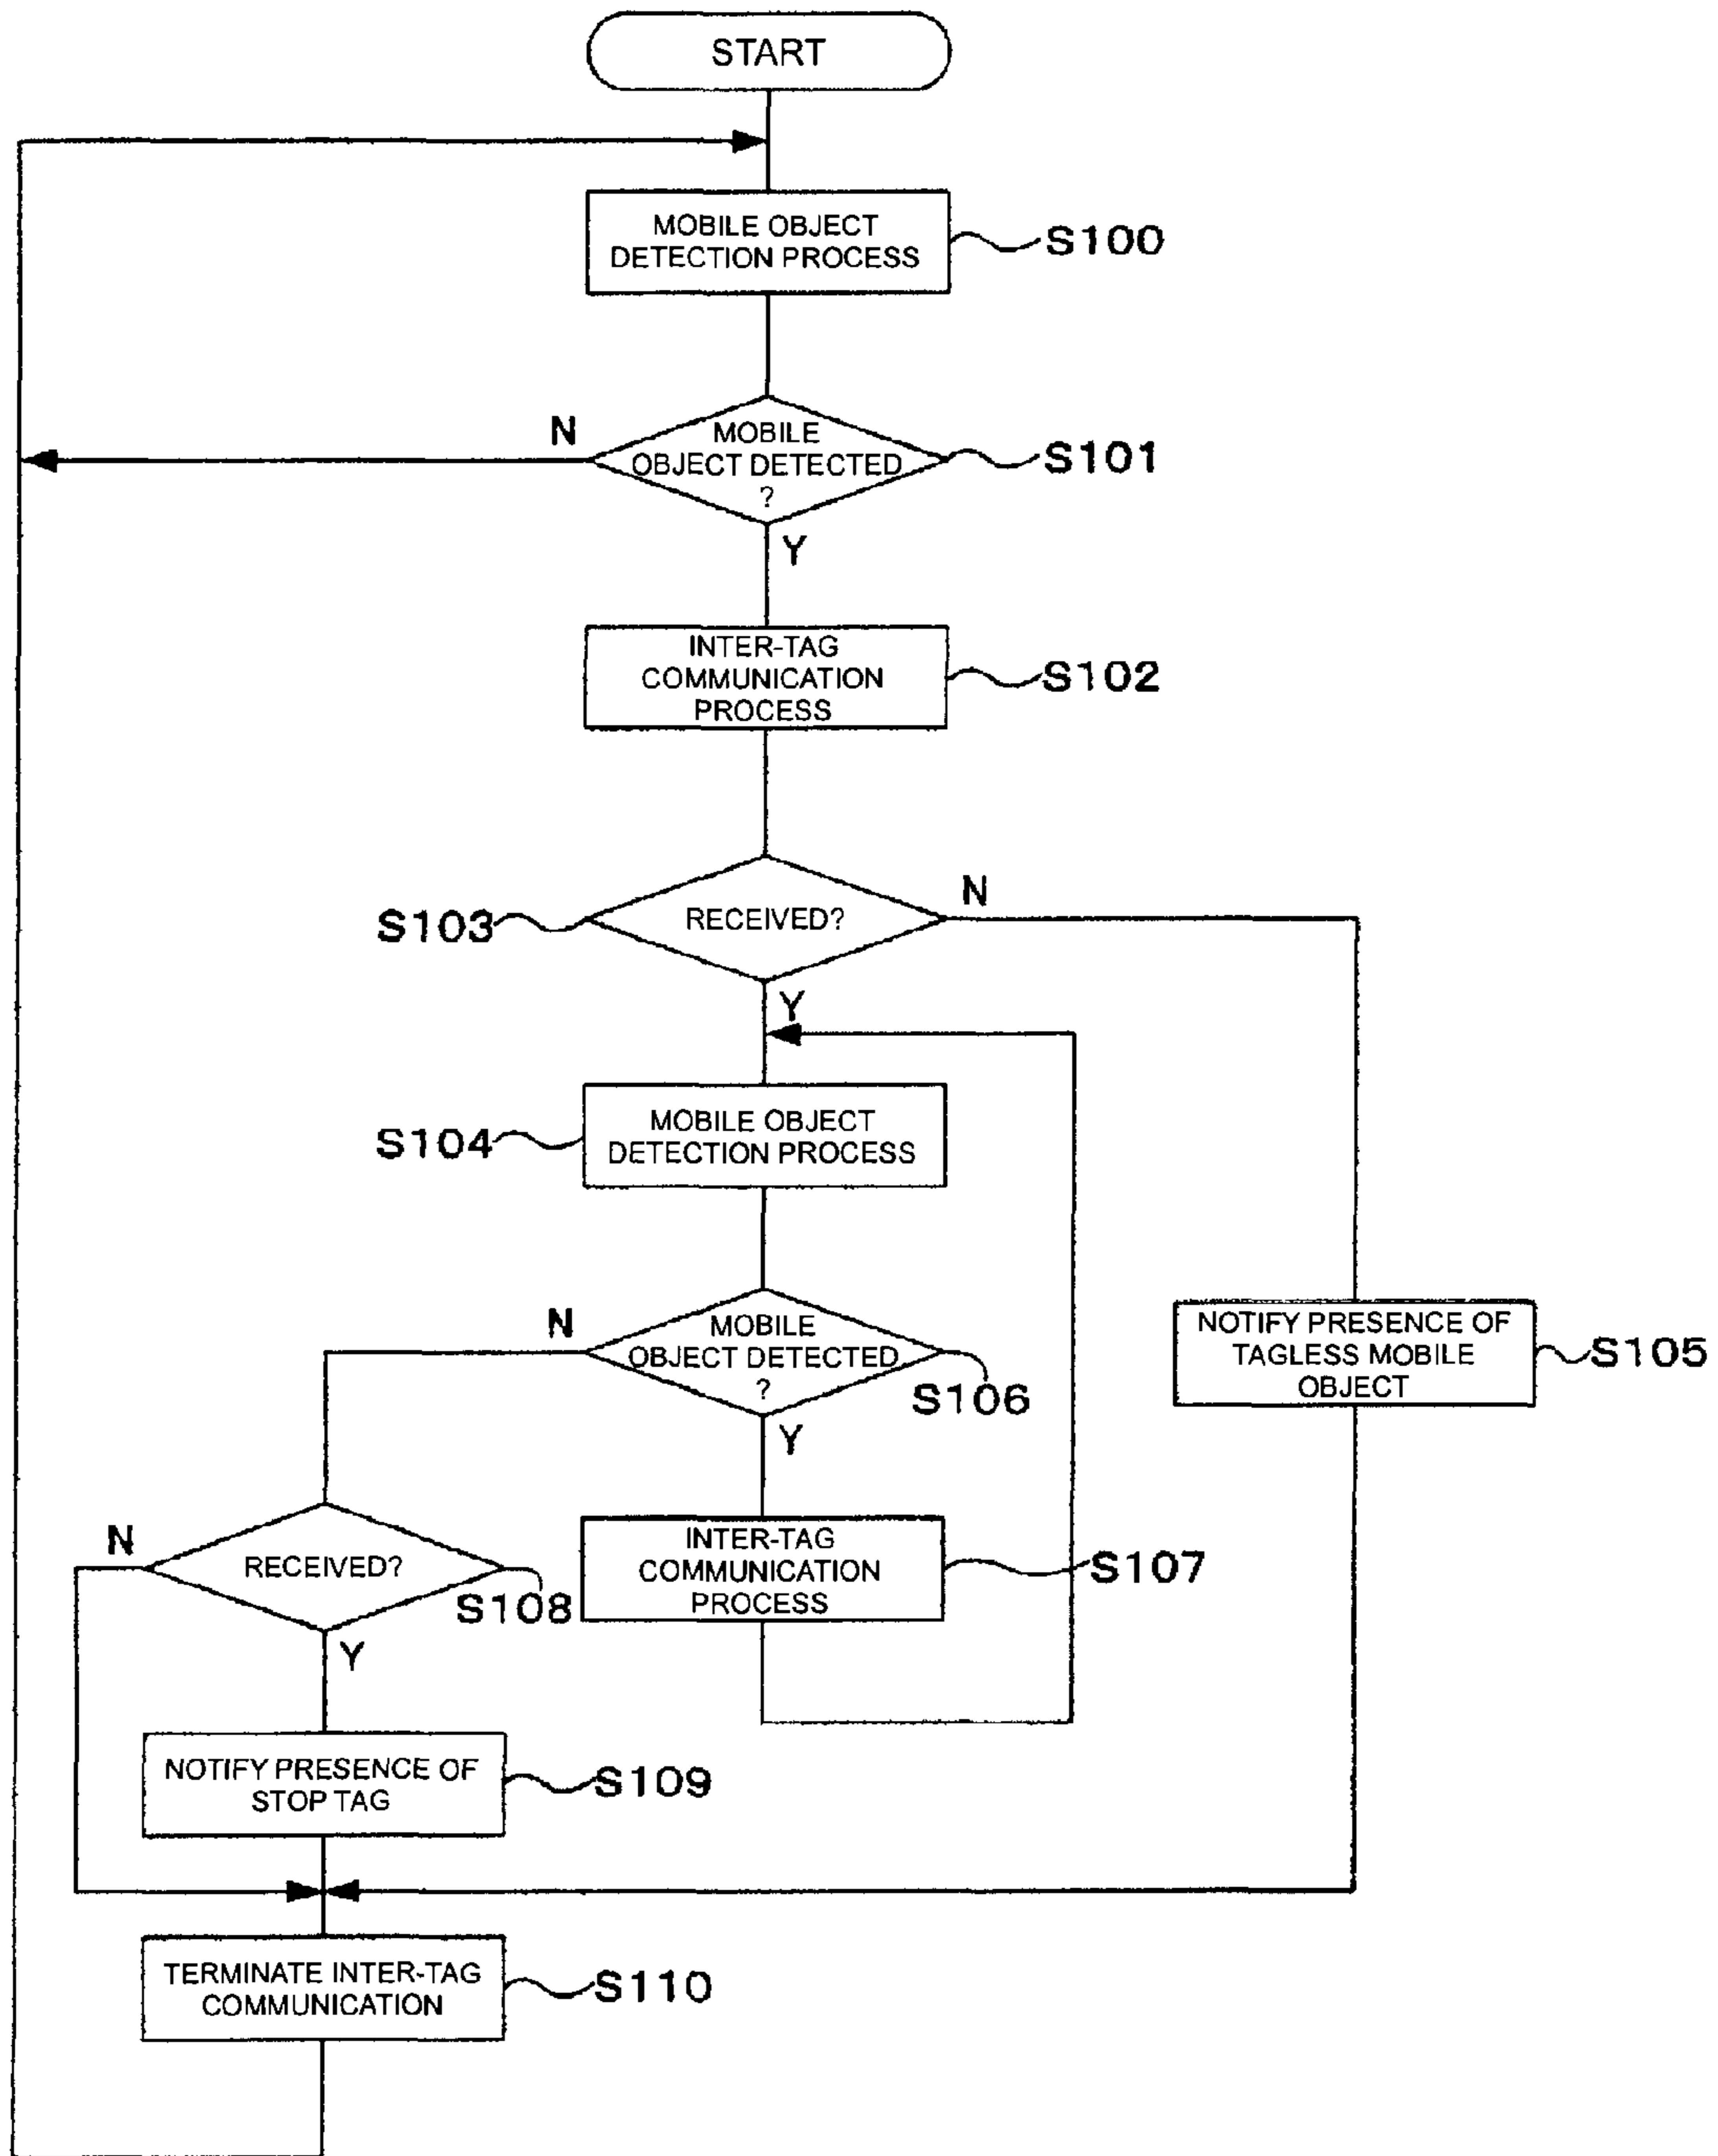 START
MOBILE OBJECT
DETECTION PROCESS
S100
N
MOBILE
OBJECT DETECTED
?
S101
Y
INTER-TAG
COMMUNICATION
PROCESS
S102
S103
RECEIVED?
N
Y
S104
MOBILE OBJECT
DETECTION PROCESS
N
MOBILE
OBJECT DETECTED
?
S106
Y
NOTIFY PRESENCE OF
TAGLESS MOBILE
OBJECT
S105
N
RECEIVED?
S108
Y
INTER-TAG
COMMUNICATION
PROCESS
S107
NOTIFY PRESENCE OF
STOP TAG
S109
TERMINATE INTER-TAG
COMMUNICATION
S110